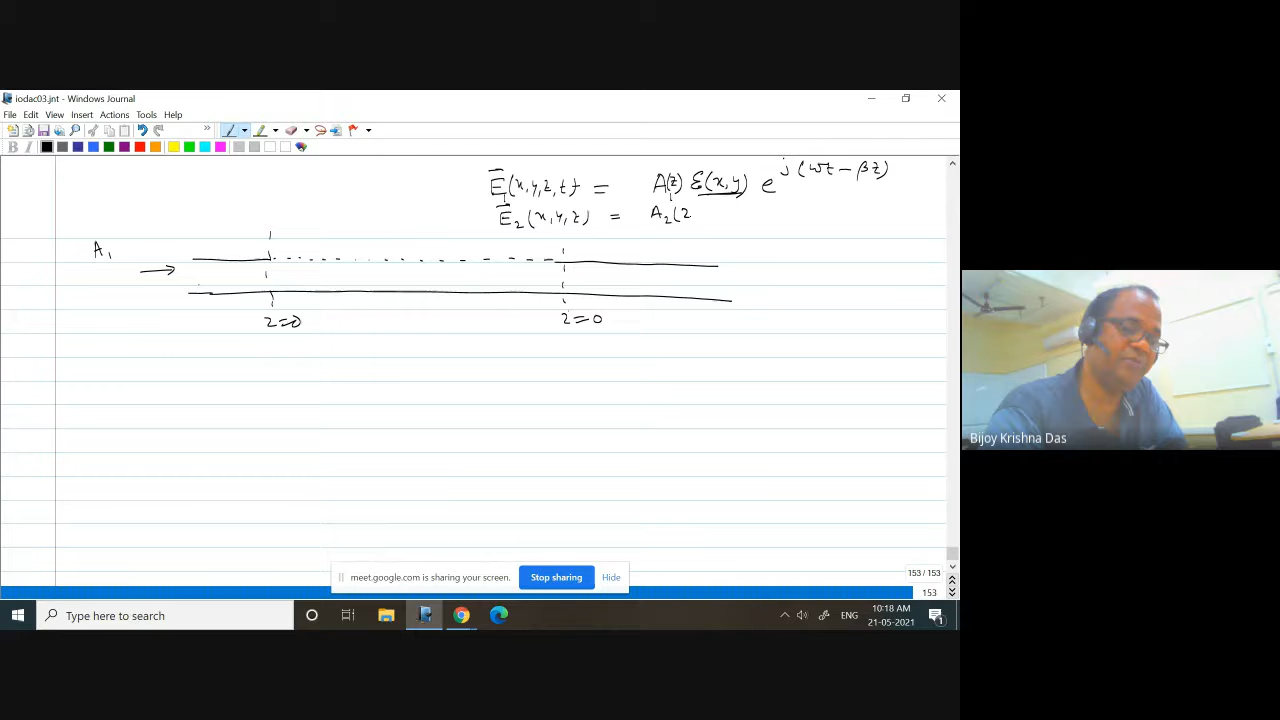 iodac03.jnt - Windows Journal
File Edit View Insert Actions Tools Help
B I
E₁(x,y,z,t) = A₁(z) ℰ(x,y) e^j(ωt − βz)
E₂(x,y,z) = A₂(z
A₁
z=0 z=0
meet.google.com is sharing your screen. Stop sharing Hide
153 / 153
153
Bijoy Krishna Das
Type here to search
ENG
10:18 AM
21-05-2021
1